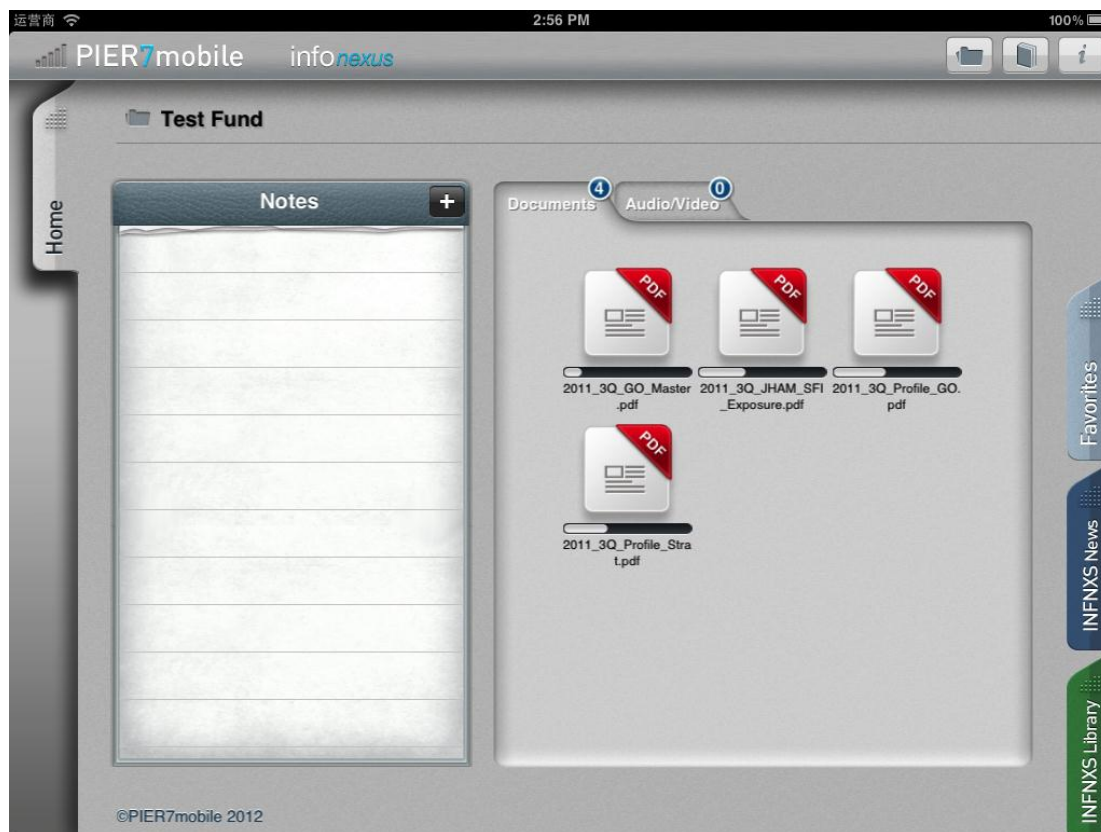 运营商 2:56 PM 100%
PIER7mobile infonexus i
Test Fund
Home
Notes +
Documents 4 Audio/Video 0
PDF PDF PDF
2011_3Q_GO_Master
.pdf
2011_3Q_JHAM_SFI
_Exposure.pdf
2011_3Q_Profile_GO.
pdf
PDF
2011_3Q_Profile_Stra
t.pdf
Favorites
INFNXS News
INFNXS Library
©PIER7mobile 2012